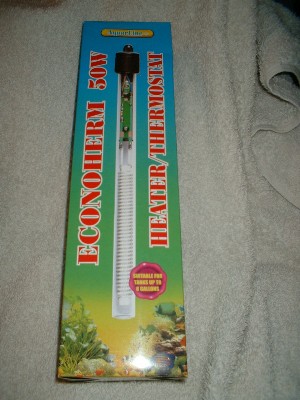 ECONOHERM 50W
HEATER/THERMOSTAT
SUITABLE FOR
TANKS UP TO
8 GALLONS